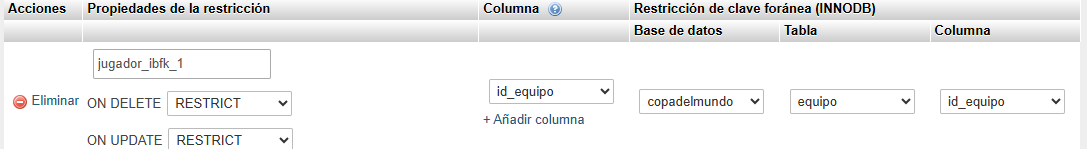 Acciones Propiedades de la restricción Columna Restricción de clave foránea (INNODB)
Base de datos Tabla Columna
jugador_ibfk_1
Eliminar ON DELETE RESTRICT id_equipo copadelmundo equipo id_equipo
+ Añadir columna
ON UPDATE RESTRICT